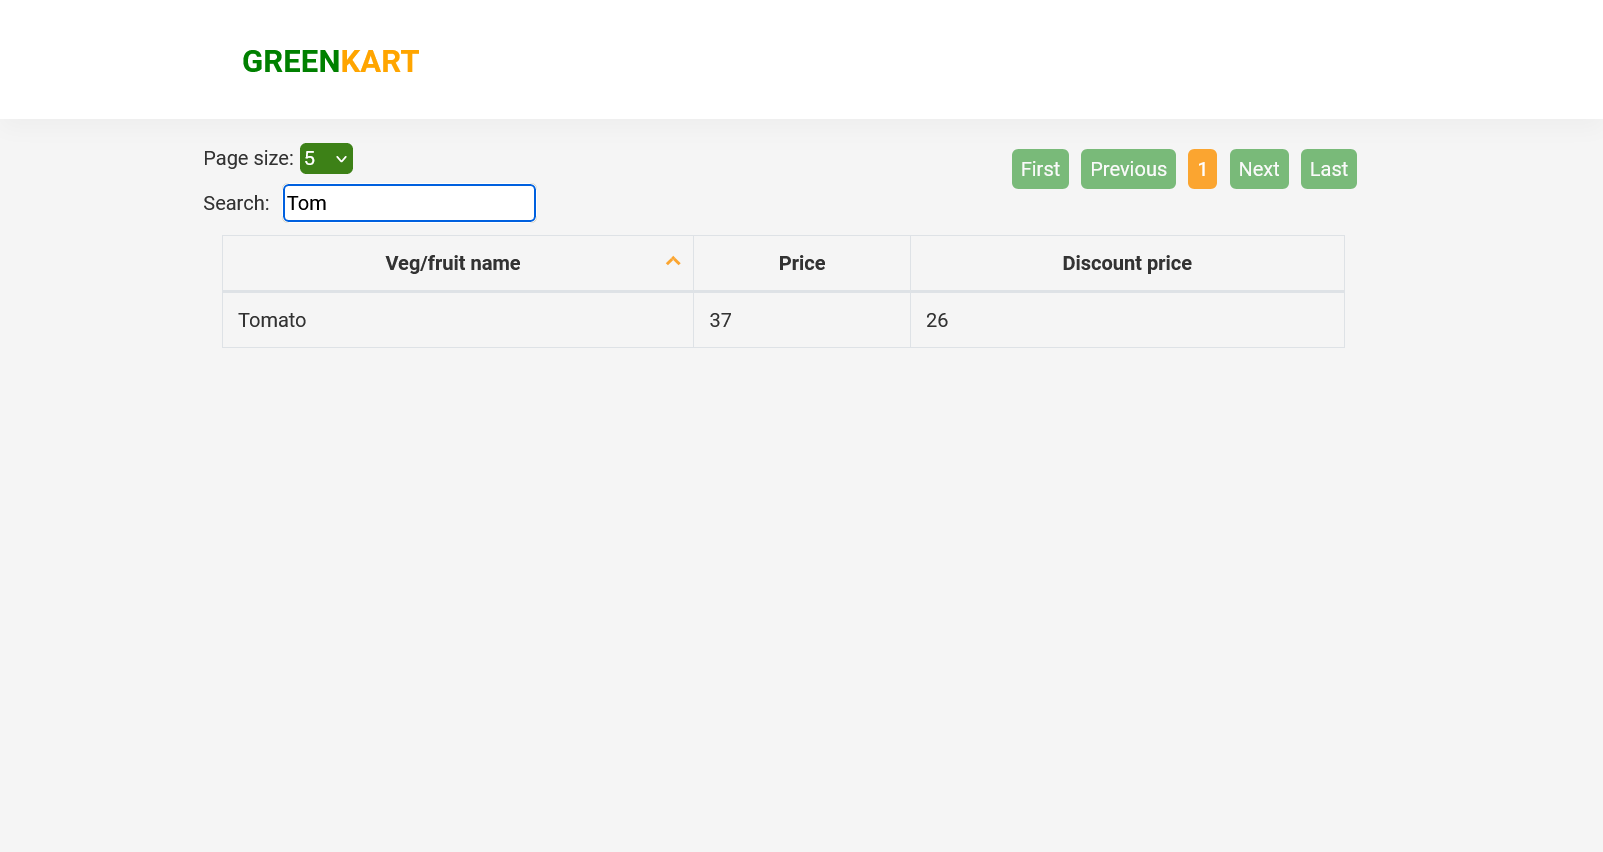 GREENKART
Page size: 5
First Previous 1 Next Last
Search: Tom
Veg/fruit name Price Discount price
Tomato 37 26